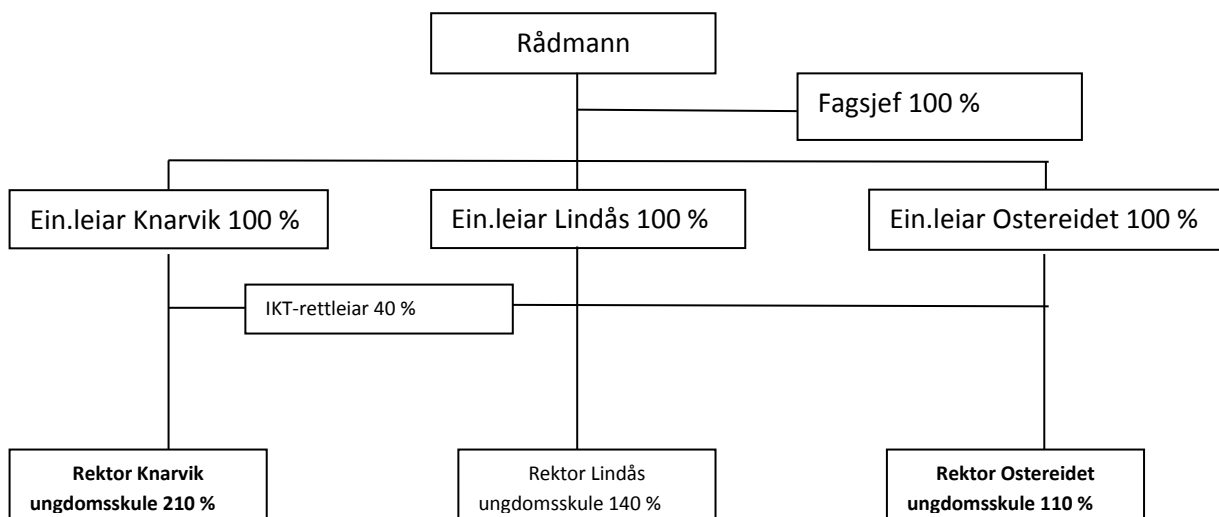 Rådmann
Fagsjef 100 %
Ein.leiar Knarvik 100 %
Ein.leiar Lindås 100 %
Ein.leiar Ostereidet 100 %
IKT-rettleiar 40 %
Rektor Knarvik
ungdomsskule 210 %
Rektor Lindås
ungdomsskule 140 %
Rektor Ostereidet
ungdomsskule 110 %